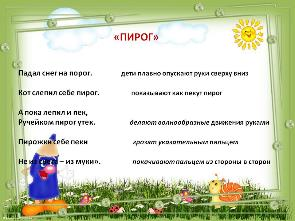 «ПИРОГ»
Падал снег на порог. дети плавно опускают руки сверху вниз
Кот слепил себе пирог. показывают как пекут пирог
А пока лепил и пек,
Ручейком пирог утек. делают волнообразные движения руками
Пирожки себе пеки грозят указательным пальцем
Не из снега – из муки». покачивают пальцем из стороны в сторон